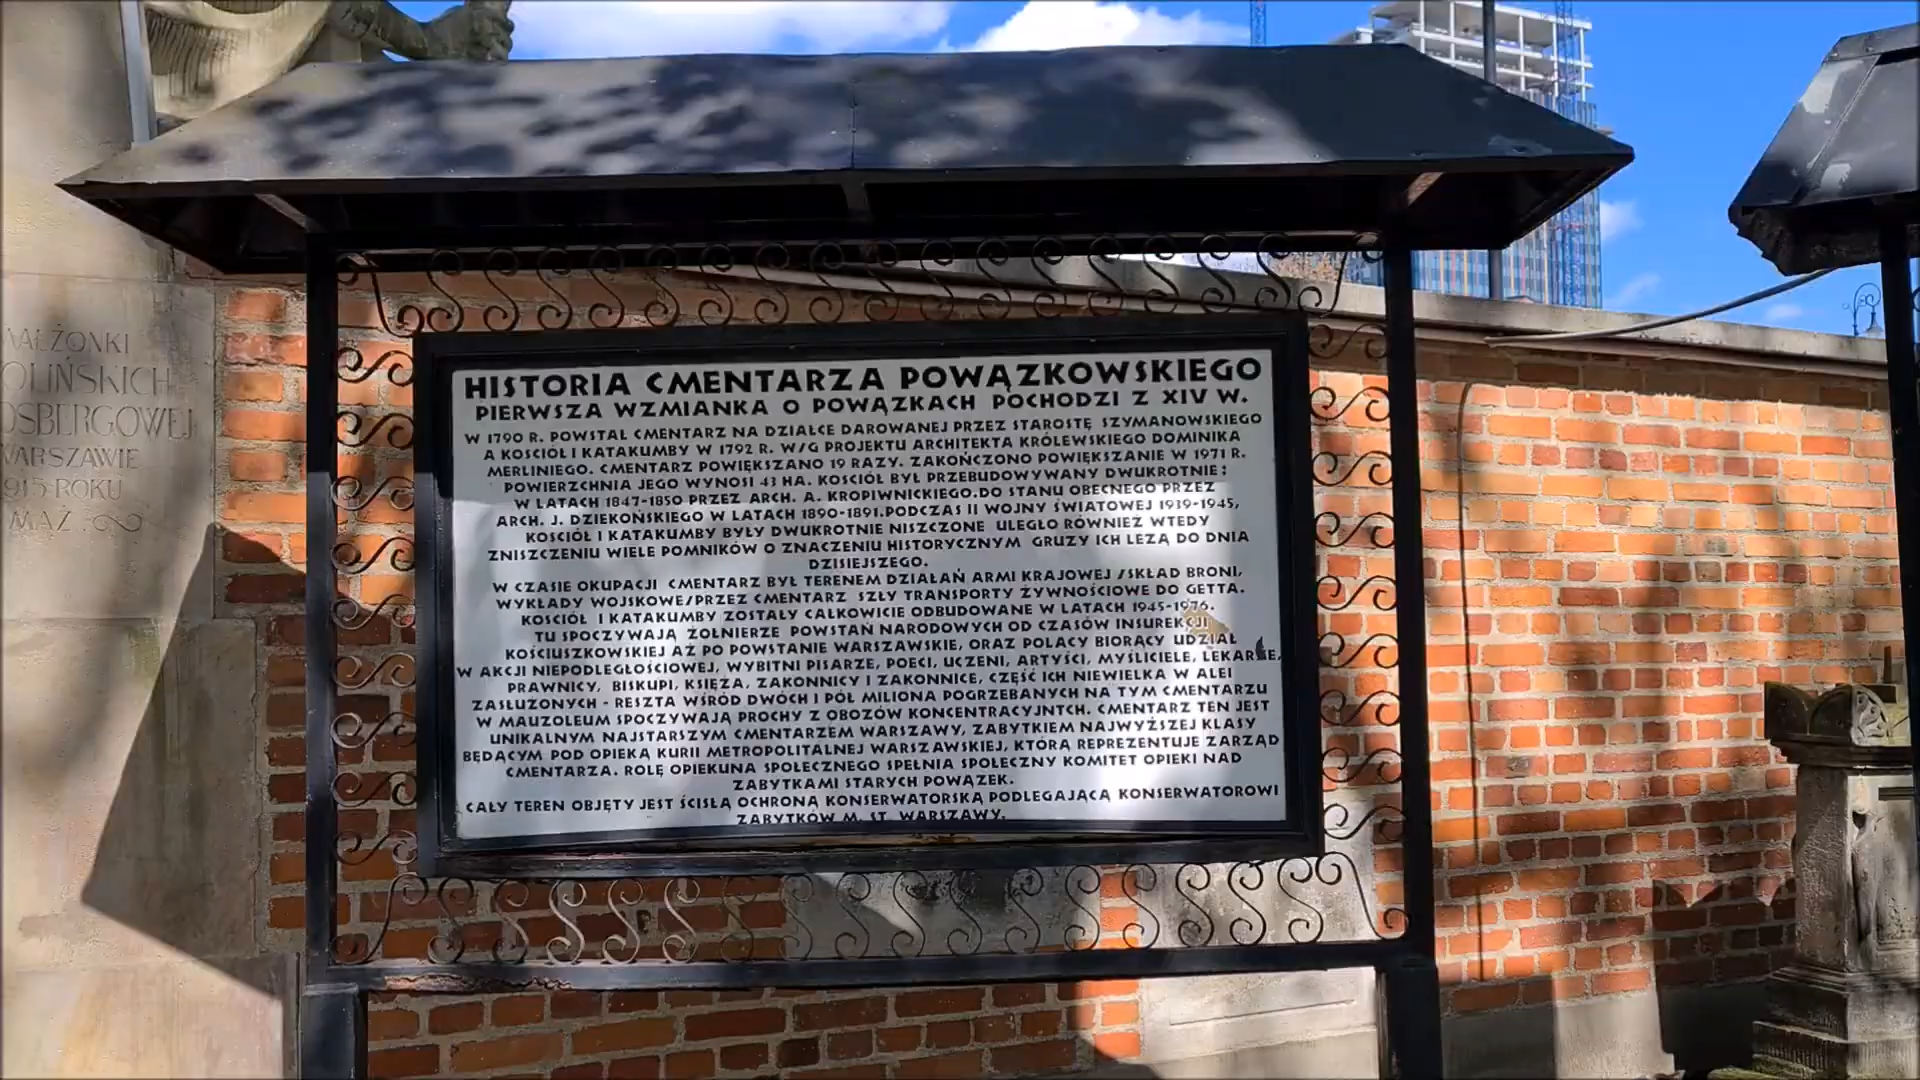 HISTORIA CMENTARZA POWĄZKOWSKIEGO
PIERWSZA WZMIANKA O POWĄZKACH POCHODZI Z XIV W.
W 1790 R. POWSTAŁ CMENTARZ NA DZIAŁCE DAROWANEJ PRZEZ STAROSTĘ SZYMANOWSKIEGO
A KOŚCIÓŁ I KATAKUMBY W 1792 R. W/G PROJEKTU ARCHITEKTA KRÓLEWSKIEGO DOMINIKA
MERLINIEGO. CMENTARZ POWIĘKSZANO 19 RAZY. ZAKOŃCZONO POWIĘKSZANIE W 1971 R.
POWIERZCHNIA JEGO WYNOSI 43 HA. KOŚCIÓŁ BYŁ PRZEBUDOWYWANY DWUKROTNIE:
W LATACH 1847-1850 PRZEZ ARCH. A. KROPIWNICKIEGO. DO STANU OBECNEGO PRZEZ
ARCH. J. DZIEKOŃSKIEGO W LATACH 1890-1891. PODCZAS II WOJNY ŚWIATOWEJ 1939-1945,
KOŚCIÓŁ I KATAKUMBY BYŁY DWUKROTNIE NISZCZONE ULEGŁO RÓWNIEŻ WTEDY
ZNISZCZENIU WIELE POMNIKÓW O ZNACZENIU HISTORYCZNYM GRUZY ICH LEŻĄ DO DNIA
DZISIEJSZEGO.
W CZASIE OKUPACJI CMENTARZ BYŁ TERENEM DZIAŁAŃ ARMI KRAJOWEJ /SKŁAD BRONI,
WYKŁADY WOJSKOWE/PRZEZ CMENTARZ SZŁY TRANSPORTY ŻYWNOŚCIOWE DO GETTA.
KOŚCIÓŁ I KATAKUMBY ZOSTAŁY CAŁKOWICIE ODBUDOWANE W LATACH 1945-1976.
TU SPOCZYWAJĄ ŻOŁNIERZE POWSTAŃ NARODOWYCH OD CZASÓW INSUREKCJI
KOŚCIUSZKOWSKIEJ AŻ PO POWSTANIE WARSZAWSKIE, ORAZ POLACY BIORĄCY UDZIAŁ
W AKCJI NIEPODLEGŁOŚCIOWEJ, WYBITNI PISARZE, POECI, UCZENI, ARTYŚCI, MYŚLICIELE, LEKARZE,
PRAWNICY, BISKUPI, KSIĘŻA, ZAKONNICY I ZAKONNICE, CZĘŚĆ ICH NIEWIELKA W ALEI
ZASŁUŻONYCH - RESZTA WŚRÓD DWÓCH I PÓŁ MILIONA POGRZEBANYCH NA TYM CMENTARZU
W MAUZOLEUM SPOCZYWAJĄ PROCHY Z OBOZÓW KONCENTRACYJNTCH. CMENTARZ TEN JEST
UNIKALNYM NAJSTARSZYM CMENTARZEM WARSZAWY, ZABYTKIEM NAJWYŻSZEJ KLASY
BĘDĄCYM POD OPIEKĄ KURII METROPOLITALNEJ WARSZAWSKIEJ, KTÓRĄ REPREZENTUJE ZARZĄD
CMENTARZA. ROLĘ OPIEKUNA SPOŁECZNEGO SPEŁNIA SPOŁECZNY KOMITET OPIEKI NAD
ZABYTKAMI STARYCH POWĄZEK.
CAŁY TEREN OBJĘTY JEST ŚCISŁĄ OCHRONĄ KONSERWATORSKĄ PODLEGAJĄCĄ KONSERWATOROWI
ZABYTKÓW M. ST. WARSZAWY.
MAŁŻONKI
OLIŃSKICH
OSBERGOWEJ
WARSZAWIE
915 ROKU
MĄŻ